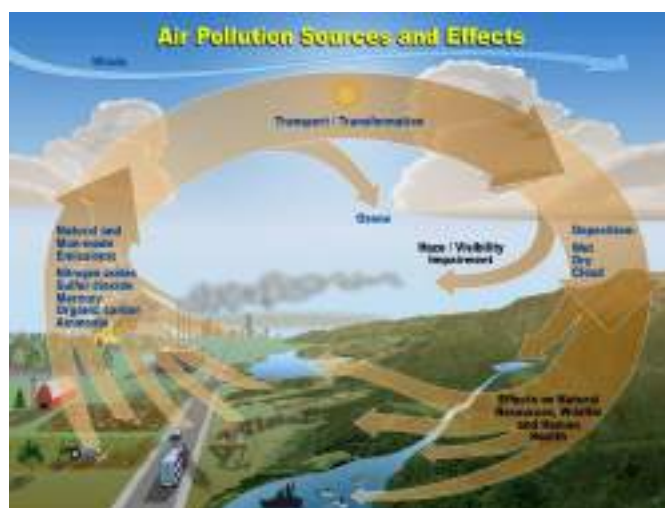 Air Pollution Sources and Effects
Winds
Transport / Transformation
Ozone
Natural and
Man-made
Emissions
Nitrogen oxides
Sulfur dioxide
Mercury
Organic carbon
Ammonia
Haze / Visibility
Impairment
Deposition:
Wet
Dry
Cloud
Effects on Natural
Resources, Wildlife
and Human
Health